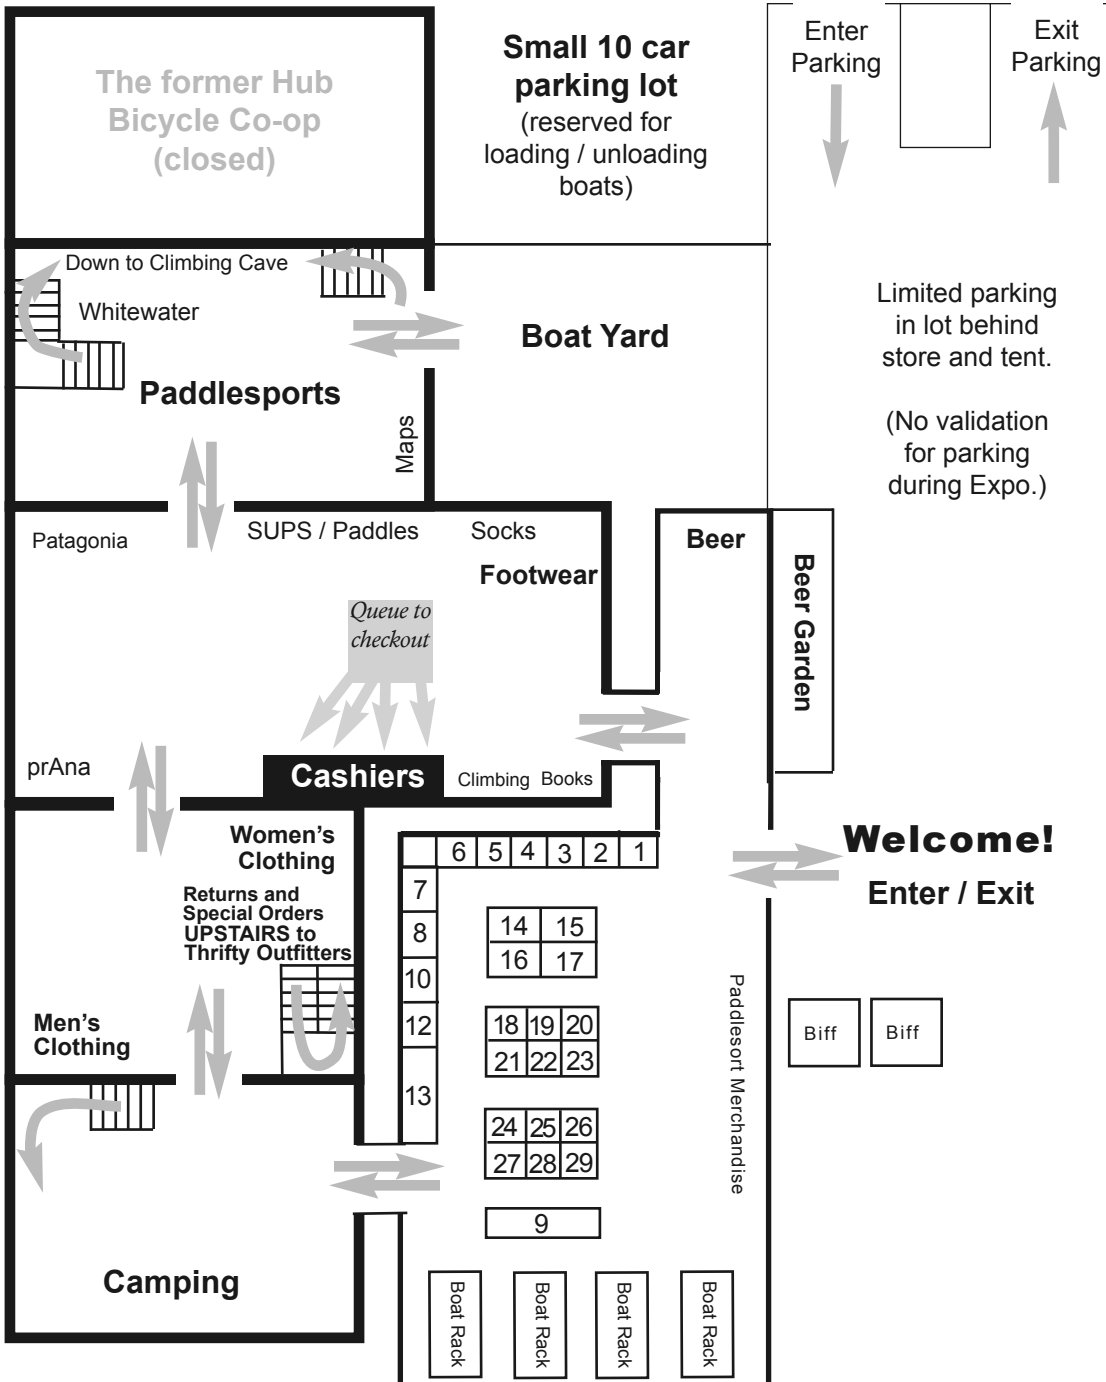 The former Hub
Bicycle Co-op
(closed)
Small 10 car
parking lot
(reserved for
loading / unloading
boats)
Enter
Parking
Exit
Parking
Down to Climbing Cave
Whitewater
Paddlesports
Maps
Boat Yard
Limited parking
in lot behind
store and tent.
(No validation
for parking
during Expo.)
Patagonia
SUPS / Paddles
Socks
Footwear
Beer
Beer Garden
Queue to
checkout
prAna
Cashiers
Climbing
Books
Women's
Clothing
Returns and
Special Orders
UPSTAIRS to
Thrifty Outfitters
Men's
Clothing
Welcome!
Enter / Exit
6 5 4 3 2 1
7
8
10
12
13
14 15
16 17
18 19 20
21 22 23
24 25 26
27 28 29
9
Paddlesort Merchandise
Biff
Biff
Camping
Boat Rack
Boat Rack
Boat Rack
Boat Rack